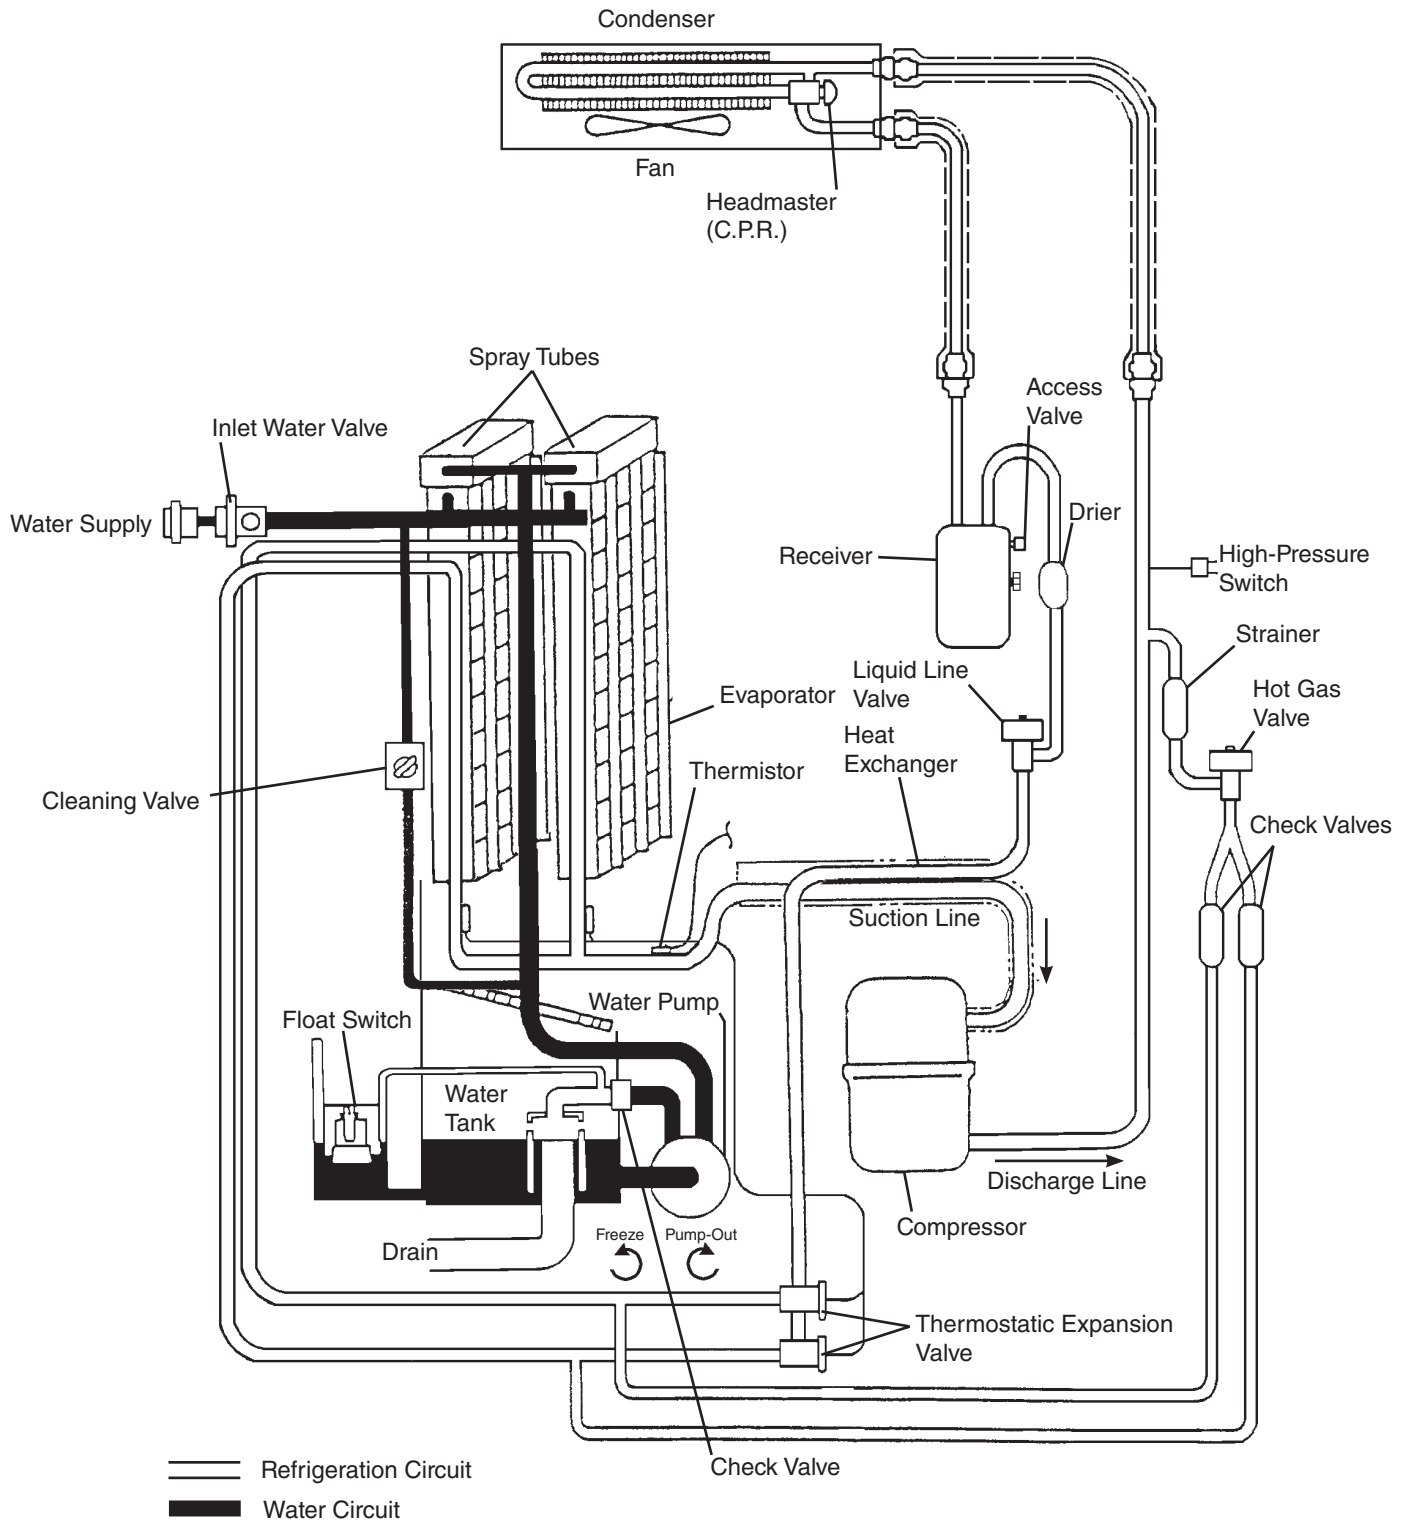 Condenser
Fan
Headmaster
(C.P.R.)
Spray Tubes
Access
Valve
Inlet Water Valve
Drier
Water Supply
Receiver
High-Pressure
Switch
Strainer
Liquid Line
Valve
Hot Gas
Valve
Evaporator
Heat
Exchanger
Thermistor
Cleaning Valve
Check Valves
Suction Line
Water Pump
Float Switch
Water
Tank
Discharge Line
Compressor
Freeze
Pump-Out
Drain
Thermostatic Expansion
Valve
Check Valve
Refrigeration Circuit
Water Circuit